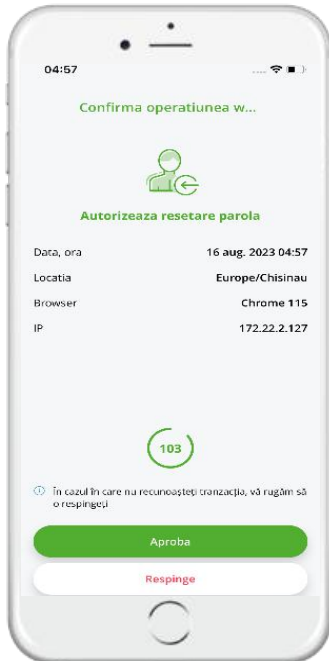 04:57
Confirma operatiunea w...
Autorizeaza resetare parola
Data, ora 16 aug. 2023 04:57
Locatia Europe/Chisinau
Browser Chrome 115
IP 172.22.2.127
103
În cazul în care nu recunoașteți tranzacția, vă rugăm să
o respingeți
Aproba
Respinge